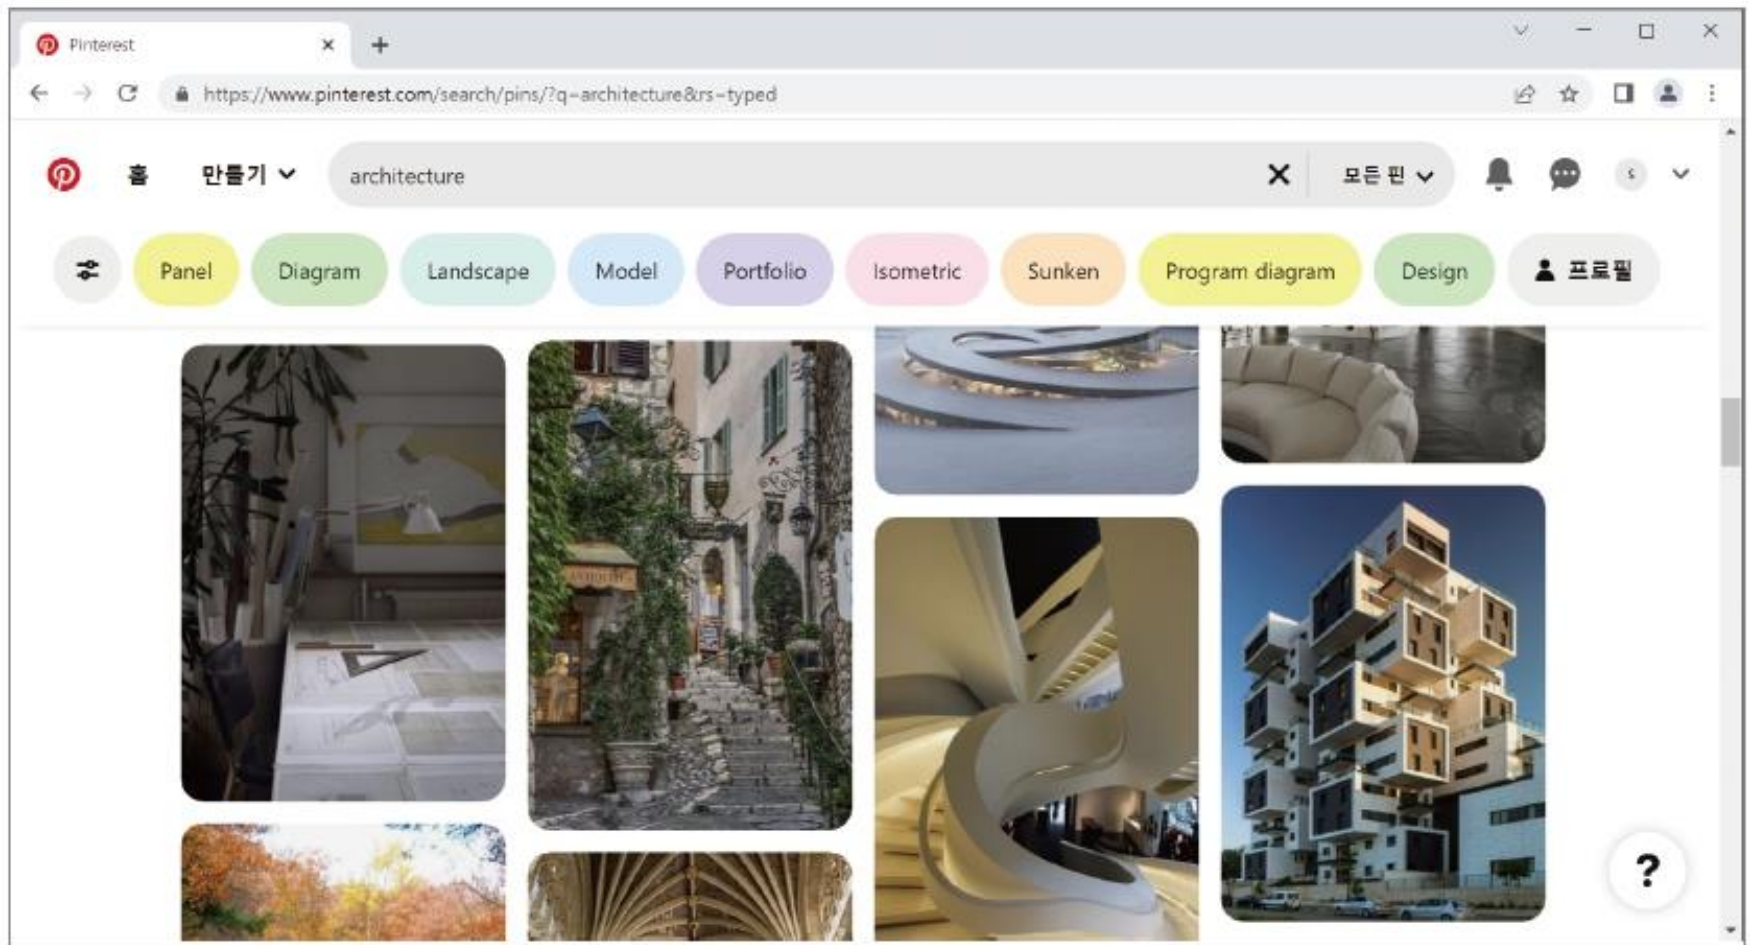 Pinterest
https://www.pinterest.com/search/pins/?q=architecture&rs=typed
홈 만들기 architecture 모든 핀 s
Panel Diagram Landscape Model Portfolio Isometric Sunken Program diagram Design 프로필
?